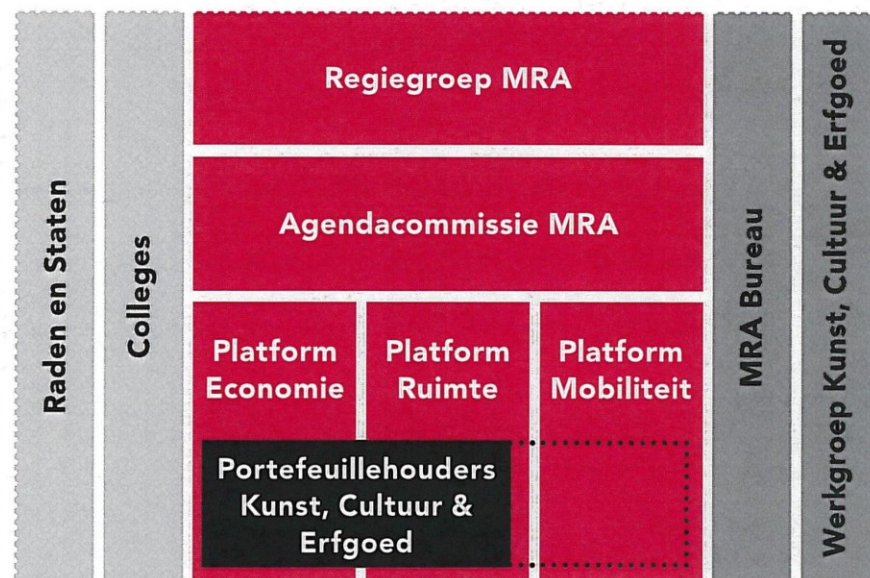 Raden en Staten
Colleges
Regiegroep MRA
Agendacommissie MRA
Platform
Economie
Platform
Ruimte
Platform
Mobiliteit
Portefeuillehouders
Kunst, Cultuur &
Erfgoed
MRA Bureau
Werkgroep Kunst, Cultuur & Erfgoed